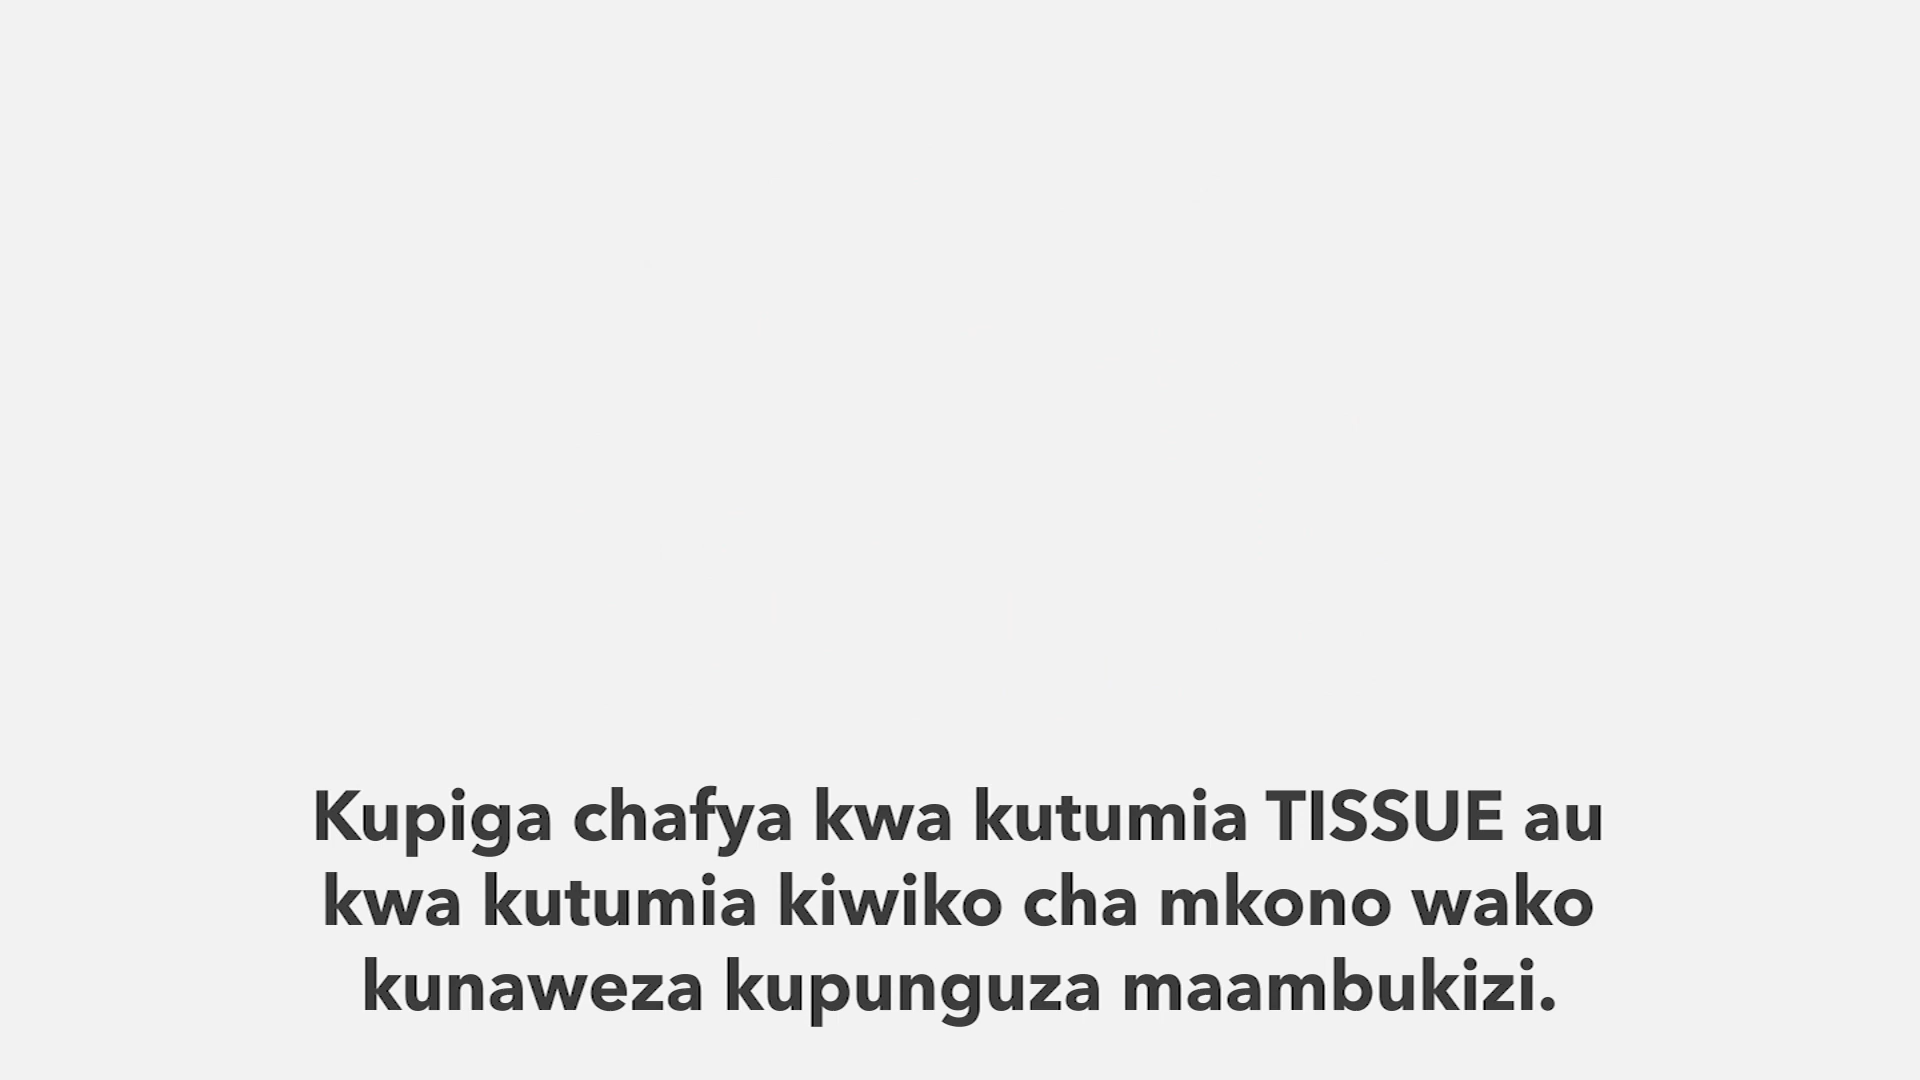 Kupiga chafya kwa kutumia TISSUE au
kwa kutumia kiwiko cha mkono wako
kunaweza kupunguza maambukizi.